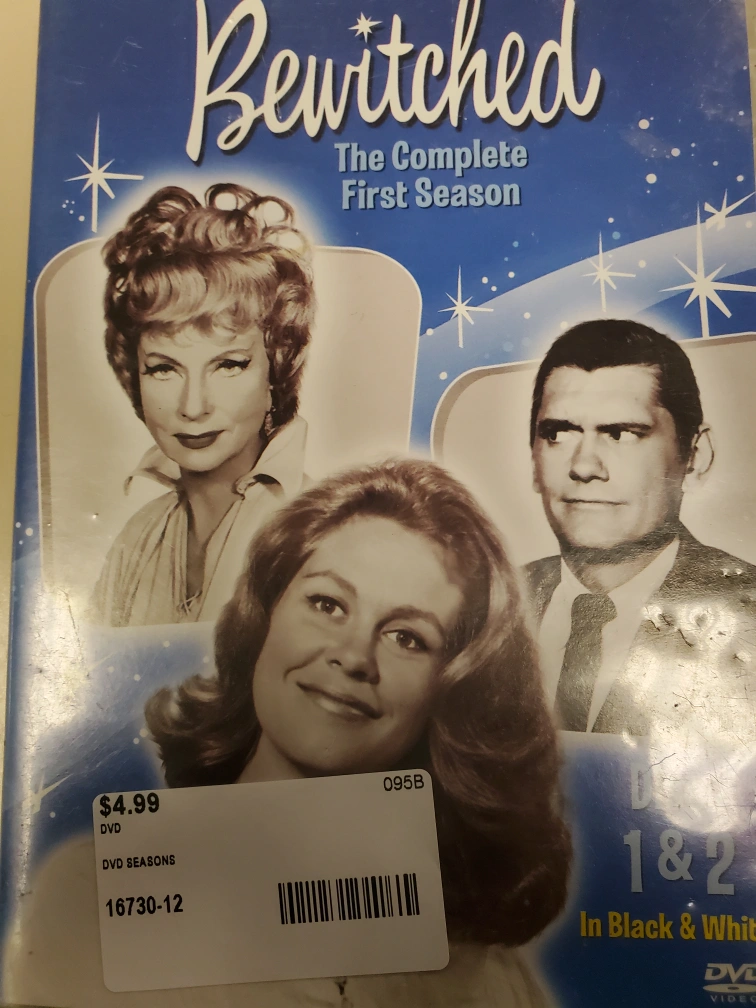 Bewitched
The Complete
First Season
$4.99
095B
DVD
DVD SEASONS
16730-12
1 & 2
In Black & Whit
DVD
VIDEO